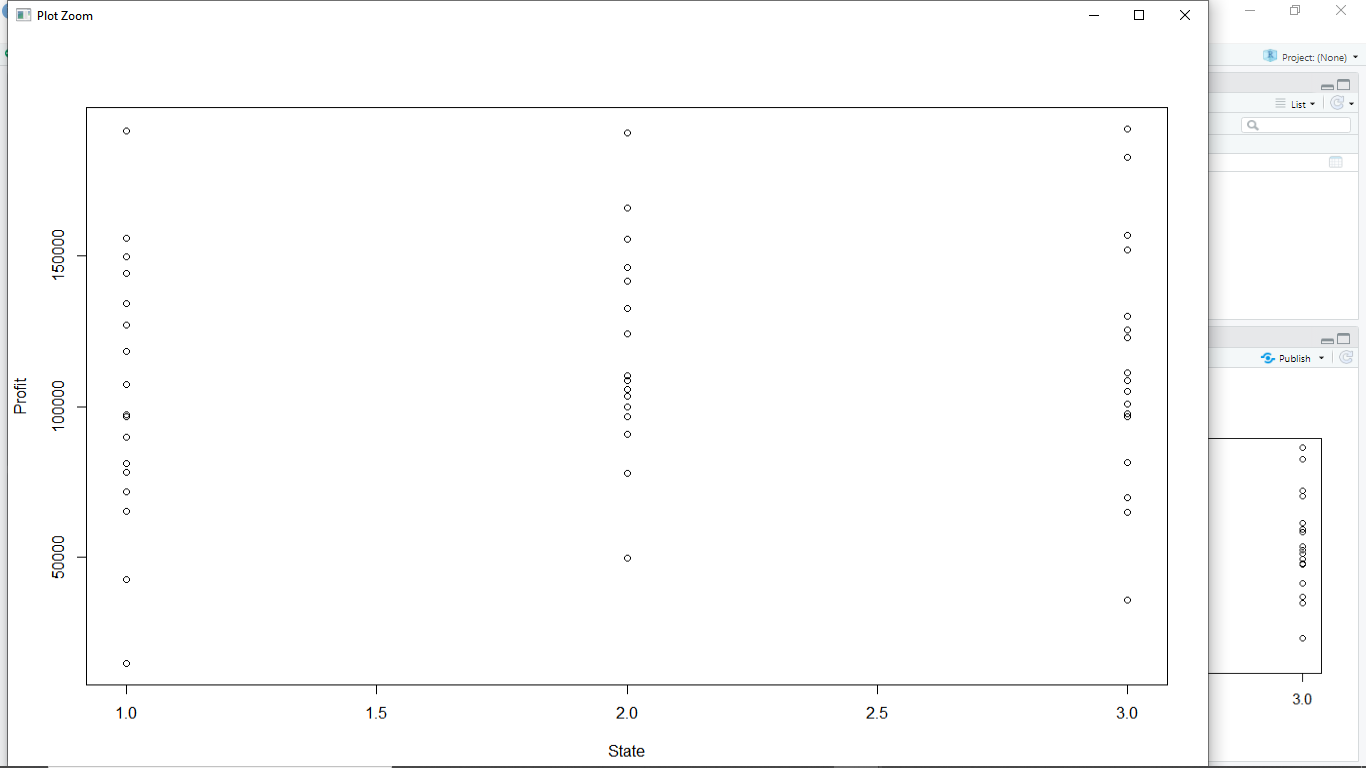 Plot Zoom
Project: (None)
List
Publish
Profit
150000
100000
50000
1.0
1.5
2.0
2.5
3.0
State
3.0